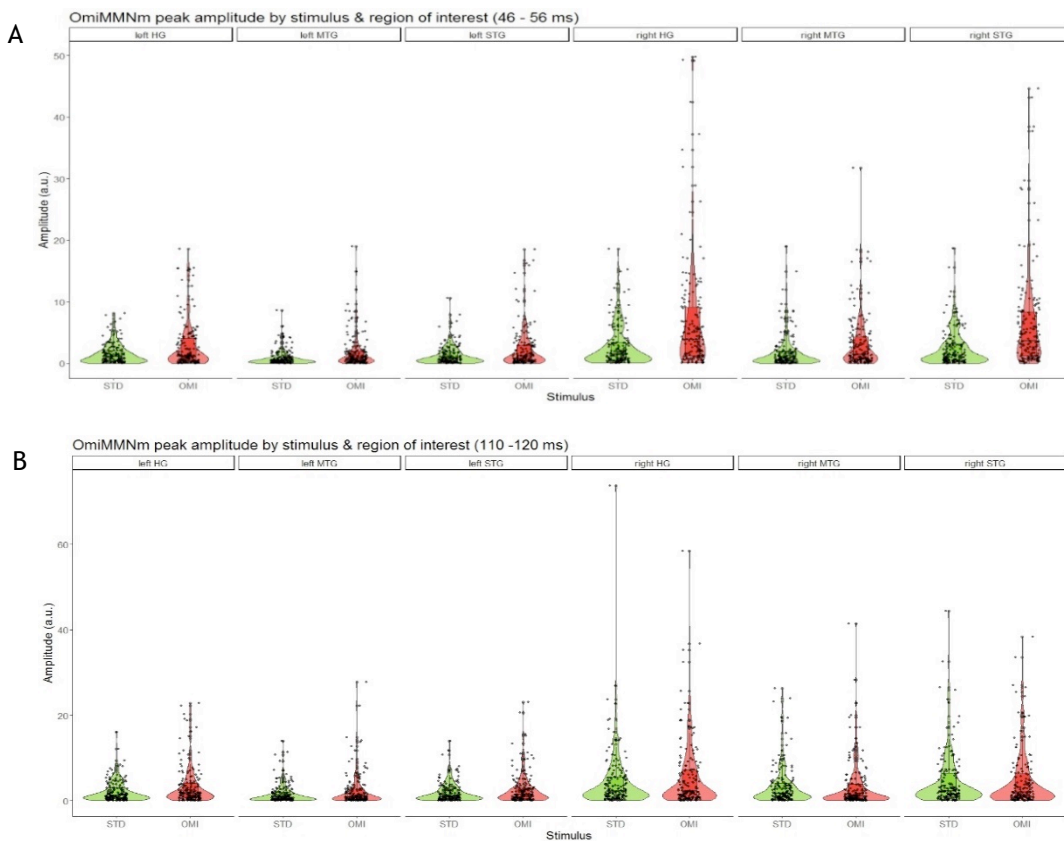 A
OmiMMNm peak amplitude by stimulus & region of interest (46 - 56 ms)
left HG left MTG left STG right HG right MTG right STG
50
40
30
20
10
0
Amplitude (a.u.)
STD OMI STD OMI STD OMI STD OMI STD OMI STD OMI
Stimulus
B
OmiMMNm peak amplitude by stimulus & region of interest (110 -120 ms)
left HG left MTG left STG right HG right MTG right STG
60
40
20
0
Amplitude (a.u.)
STD OMI STD OMI STD OMI STD OMI STD OMI STD OMI
Stimulus